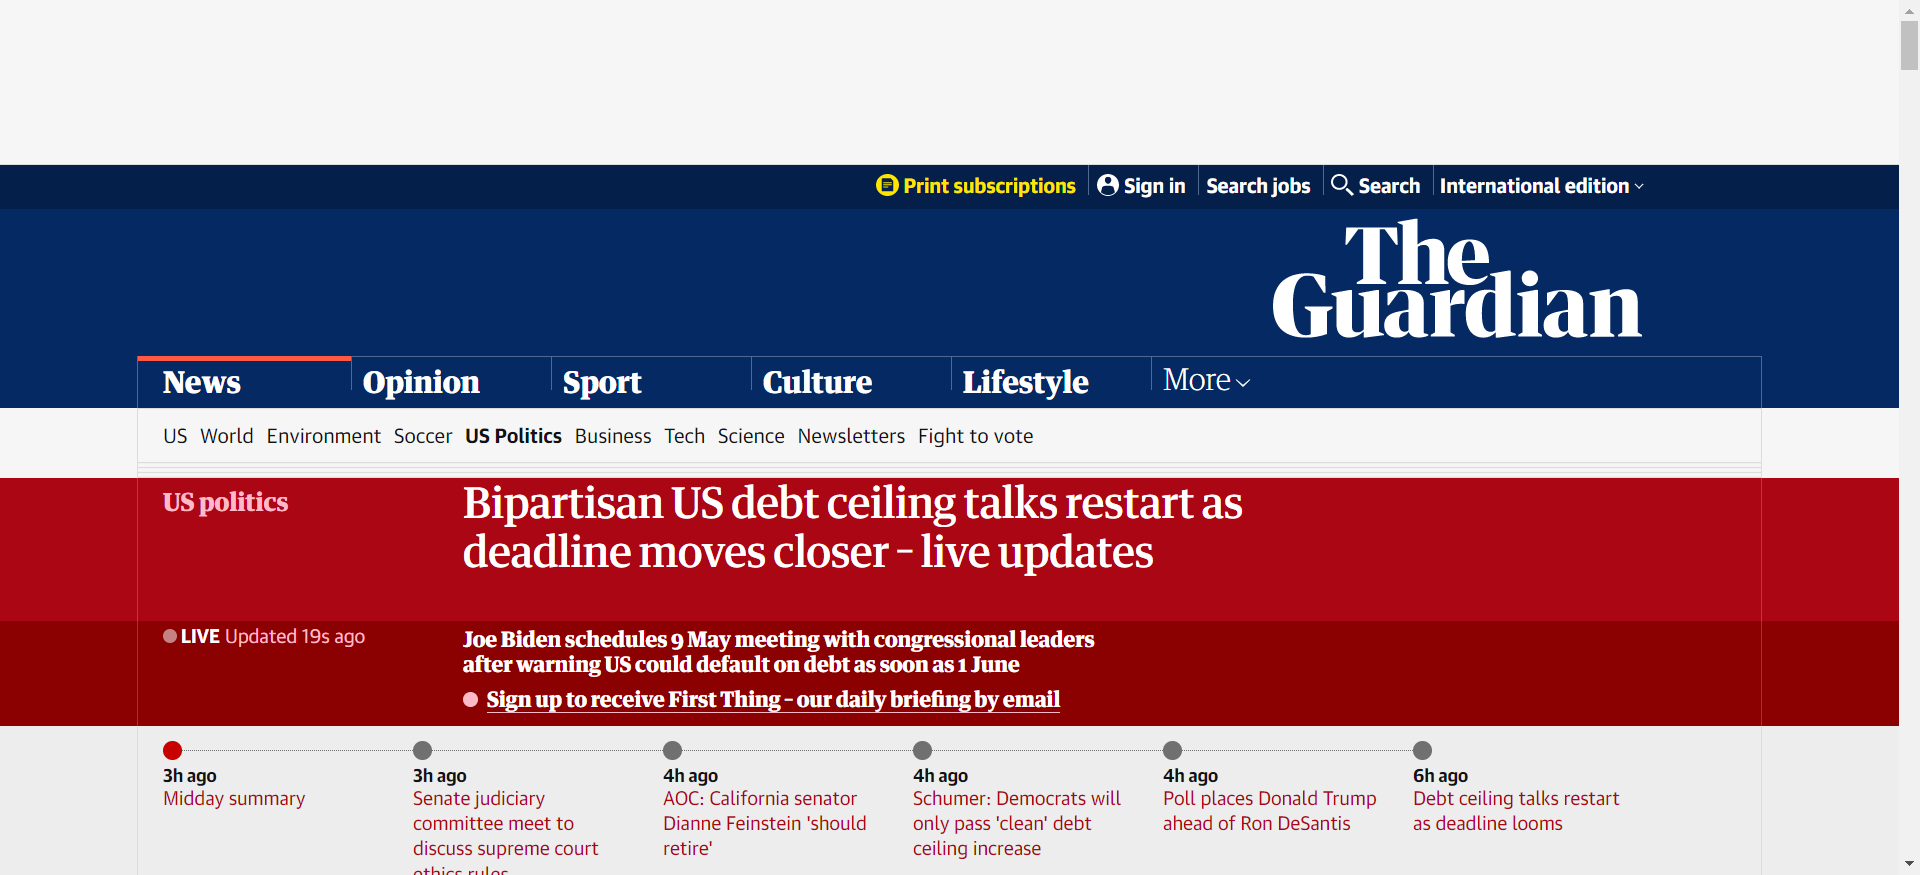 Print subscriptions
Sign in
Search jobs
Search
International edition
The
Guardian
News
Opinion
Sport
Culture
Lifestyle
More
US World Environment Soccer US Politics Business Tech Science Newsletters Fight to vote
US politics
Bipartisan US debt ceiling talks restart as
deadline moves closer – live updates
LIVE Updated 19s ago
Joe Biden schedules 9 May meeting with congressional leaders
after warning US could default on debt as soon as 1 June
Sign up to receive First Thing – our daily briefing by email
3h ago
Midday summary
3h ago
Senate judiciary
committee meet to
discuss supreme court
ethics rules
4h ago
AOC: California senator
Dianne Feinstein 'should
retire'
4h ago
Schumer: Democrats will
only pass 'clean' debt
ceiling increase
4h ago
Poll places Donald Trump
ahead of Ron DeSantis
6h ago
Debt ceiling talks restart
as deadline looms